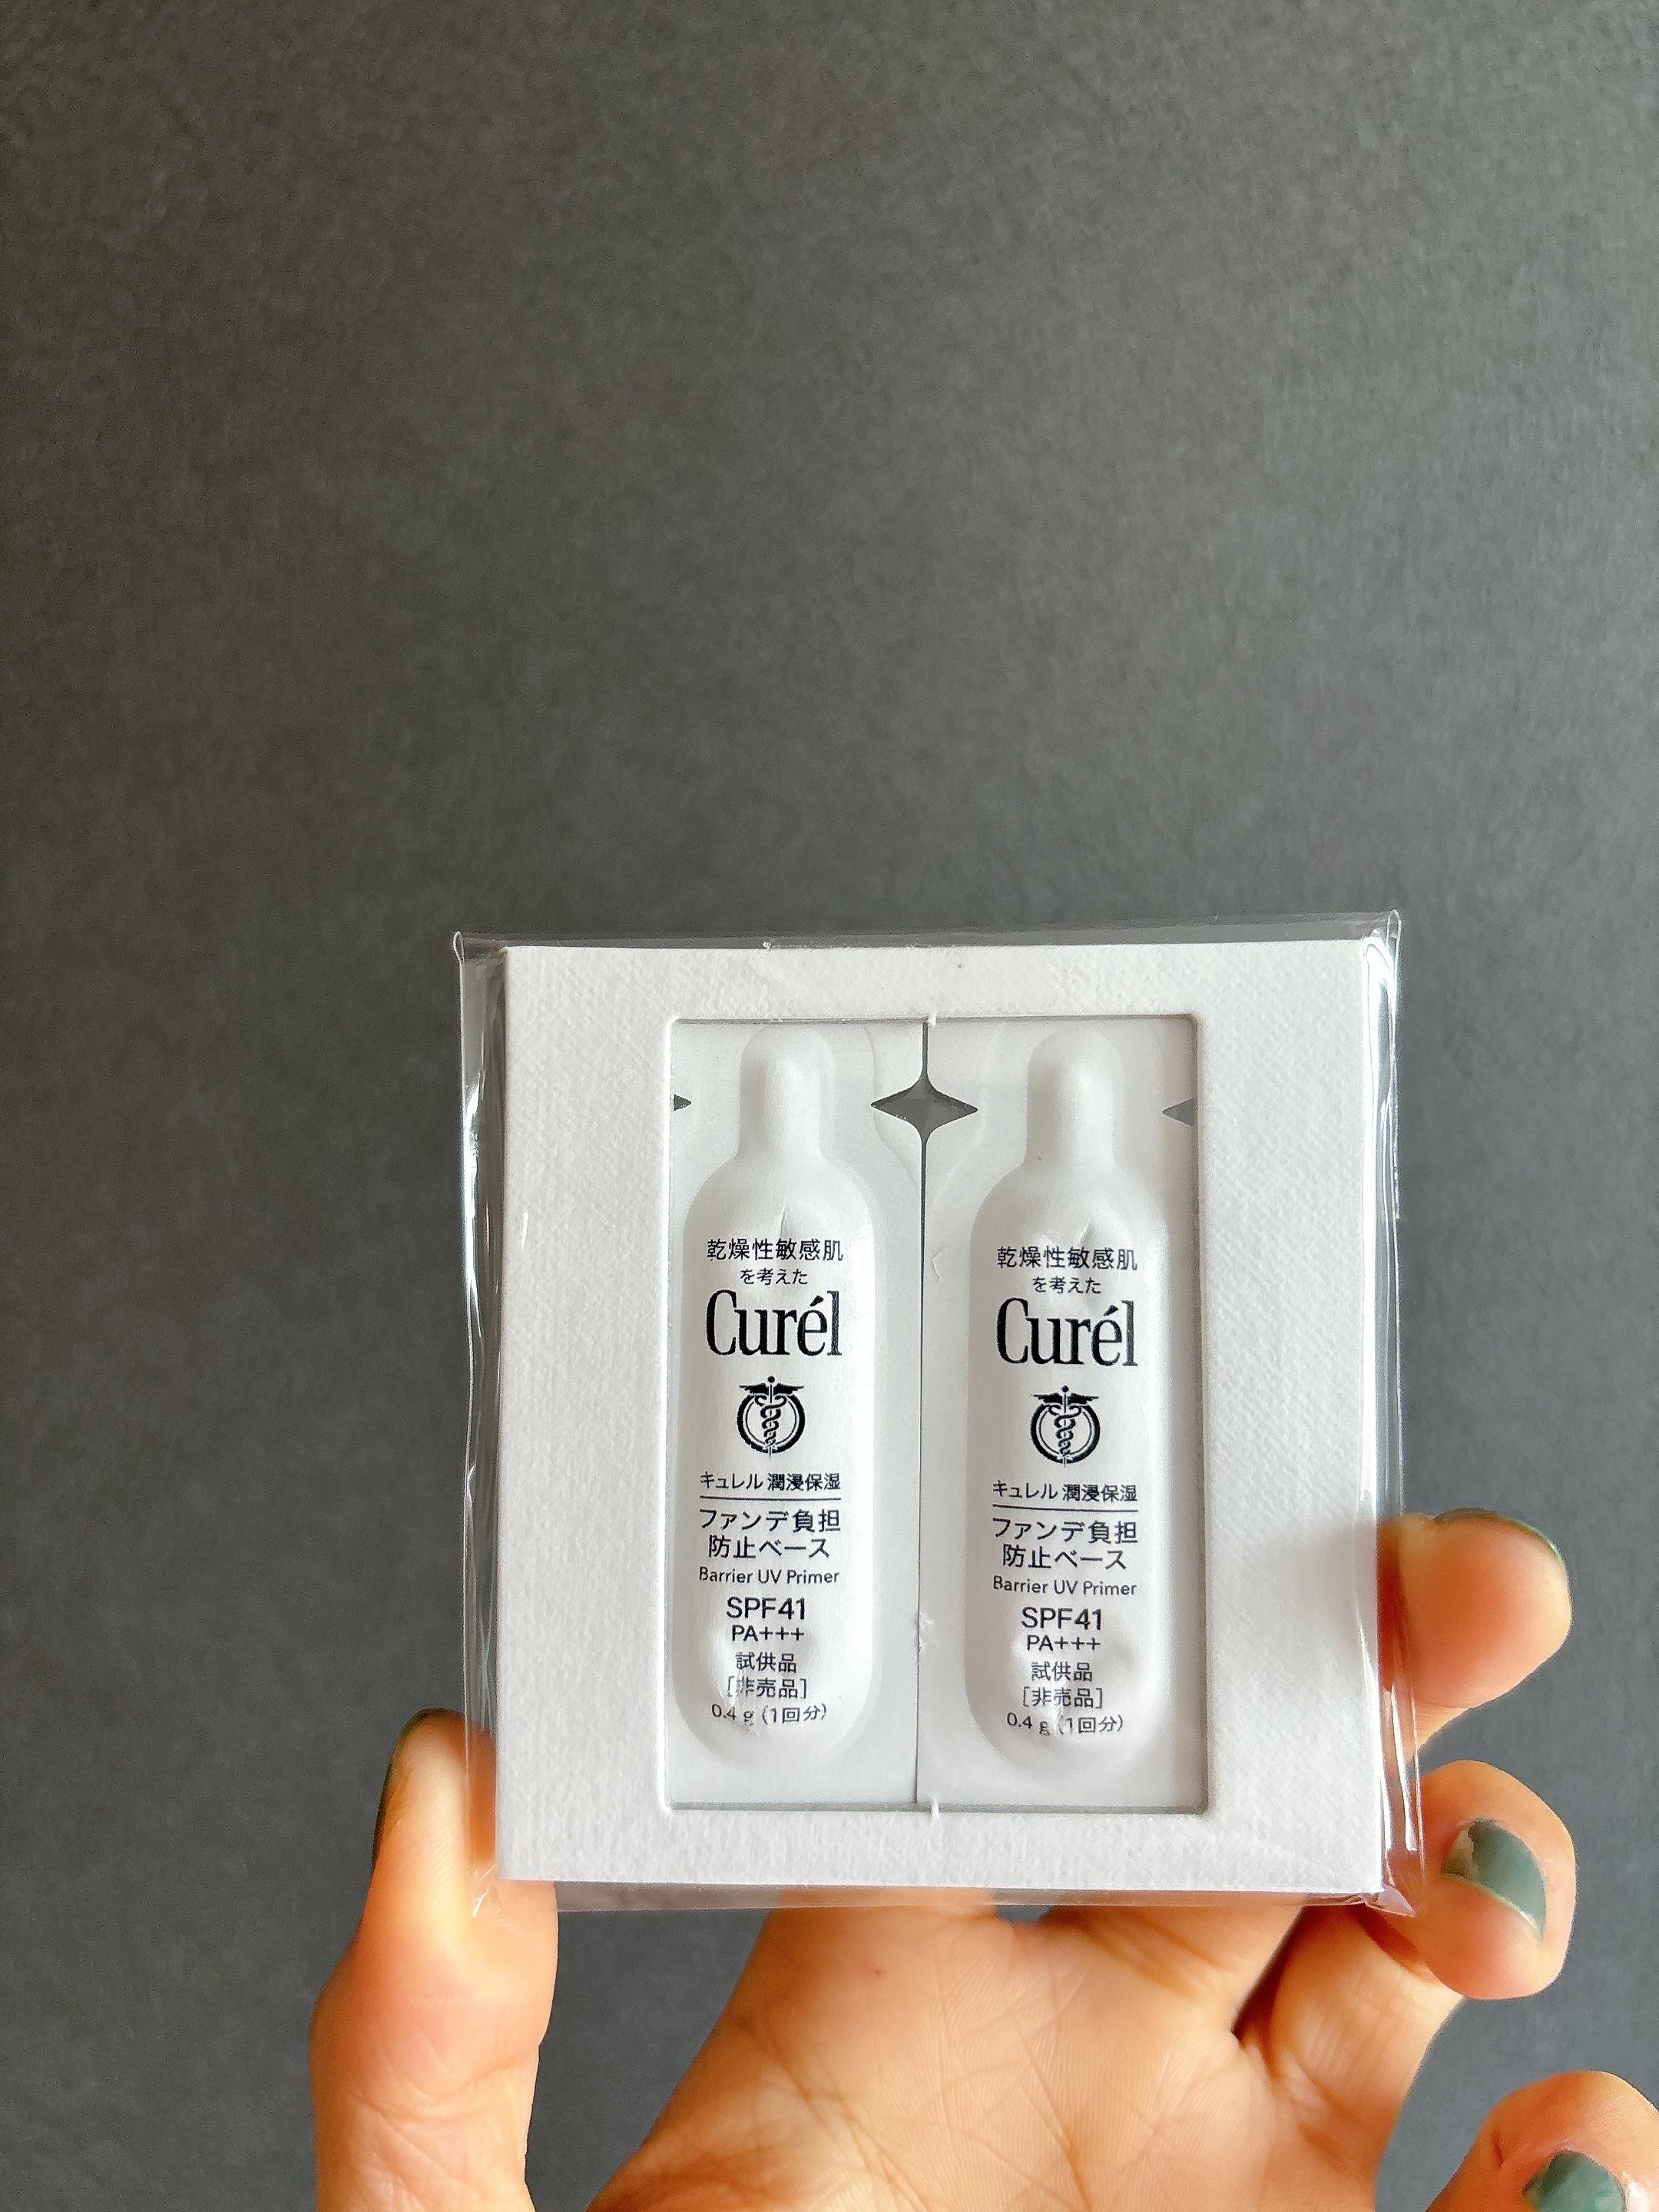 乾燥性敏感肌
を考えた
Curél
キュレル 潤浸保湿
ファンデ負担
防止ベース
Barrier UV Primer
SPF41
PA+++
試供品
[非売品]
0.4 g (1回分)
乾燥性敏感肌
を考えた
Curél
キュレル 潤浸保湿
ファンデ負担
防止ベース
Barrier UV Primer
SPF41
PA+++
試供品
[非売品]
0.4 g (1回分)